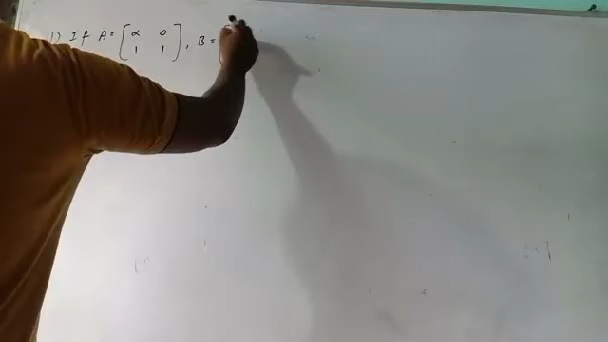 1) If A = [α 0 1 1], B = [